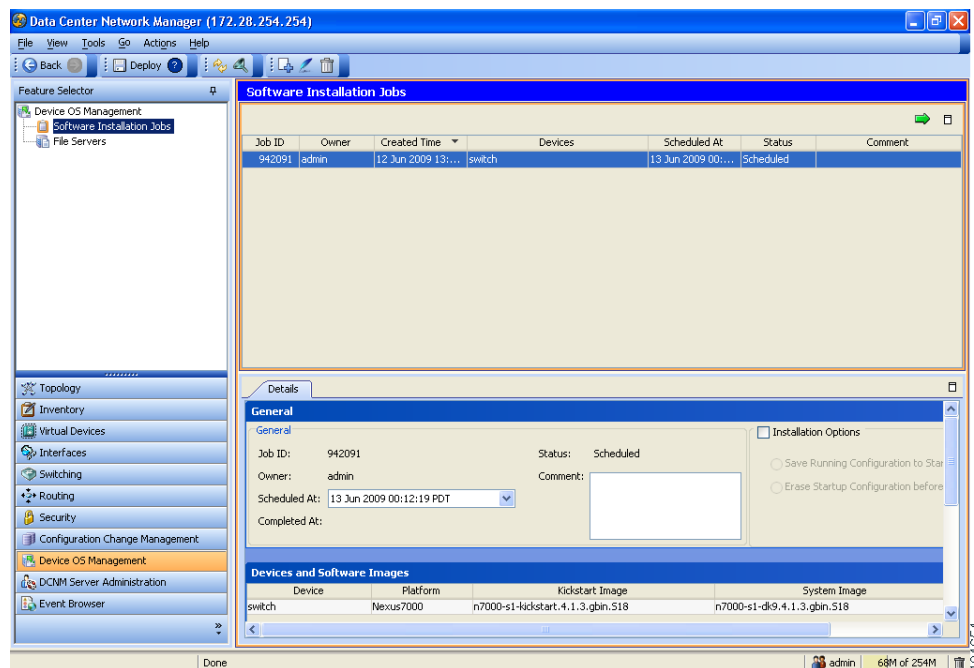 Data Center Network Manager (172.28.254.254)
File View Tools Go Actions Help
Back Deploy ?
Feature Selector
Device OS Management
Software Installation Jobs
File Servers
Topology
Inventory
Virtual Devices
Interfaces
Switching
Routing
Security
Configuration Change Management
Device OS Management
DCNM Server Administration
Event Browser
Software Installation Jobs
Job ID Owner Created Time Devices Scheduled At Status Comment
942091 admin 12 Jun 2009 13:... switch 13 Jun 2009 00:... Scheduled
Details
General
General
Job ID: 942091 Status: Scheduled
Owner: admin Comment:
Scheduled At: 13 Jun 2009 00:12:19 PDT
Completed At:
Installation Options
Save Running Configuration to Star
Erase Startup Configuration before
Devices and Software Images
Device Platform Kickstart Image System Image
switch Nexus7000 n7000-s1-kickstart.4.1.3.gbin.S18 n7000-s1-dk9.4.1.3.gbin.S18
Done admin 68M of 254M